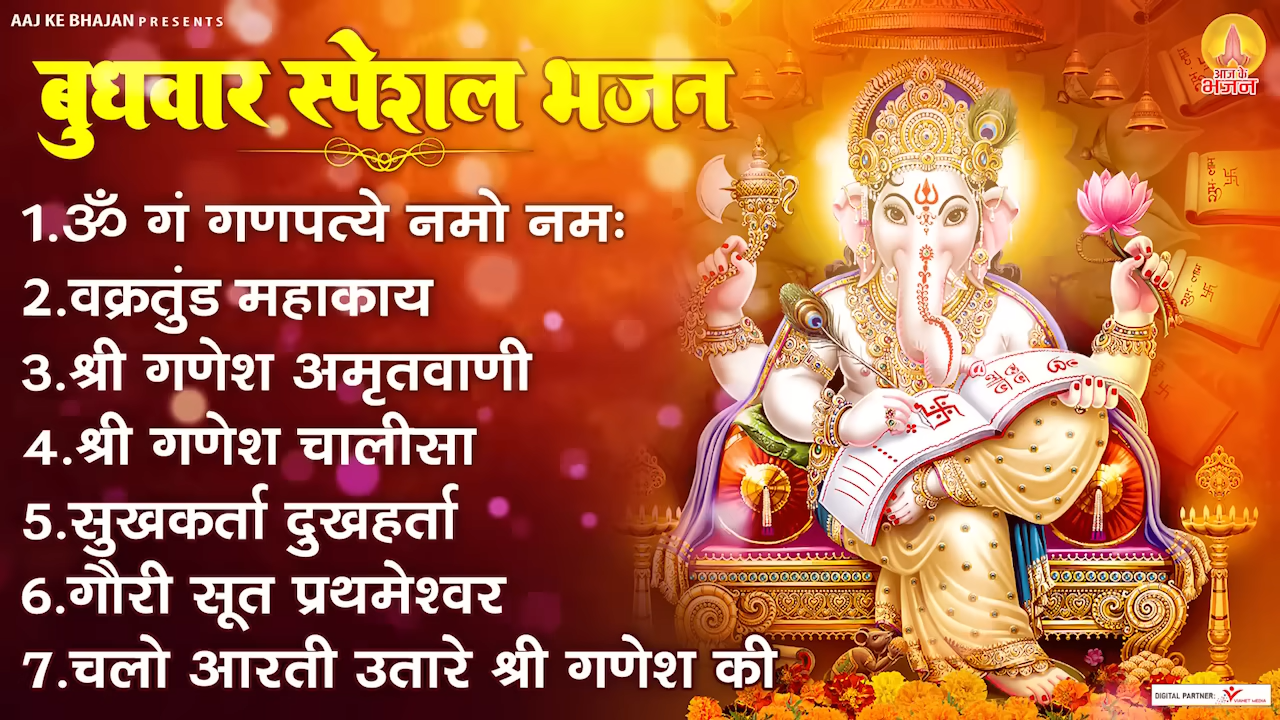 AAJ KE BHAJAN PRESENTS
बुधवार स्पेशल भजन
आज के
भजन
1.ॐ गं गणपत्ये नमो नमः
2.वक्रतुंड महाकाय
3.श्री गणेश अमृतवाणी
4.श्री गणेश चालीसा
5.सुखकर्ता दुखहर्ता
6.गौरी सूत प्रथमेश्वर
7.चलो आरती उतारे श्री गणेश की
DIGITAL PARTNER: